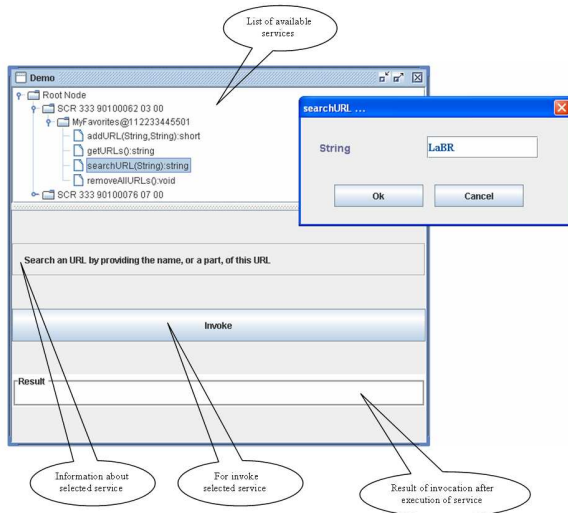 List of available
services
Demo
Root Node
SCR 333 90100062 03 00
MyFavorites@112233445501
addURL(String,String):short
getURLs():string
searchURL(String):string
removeAllURLs():void
SCR 333 90100076 07 00
searchURL ...
String
LaBR
Ok
Cancel
Search an URL by providing the name, or a part, of this URL
Invoke
Result
Information about
selected service
For invoke
selected service
Result of invocation after
execution of service